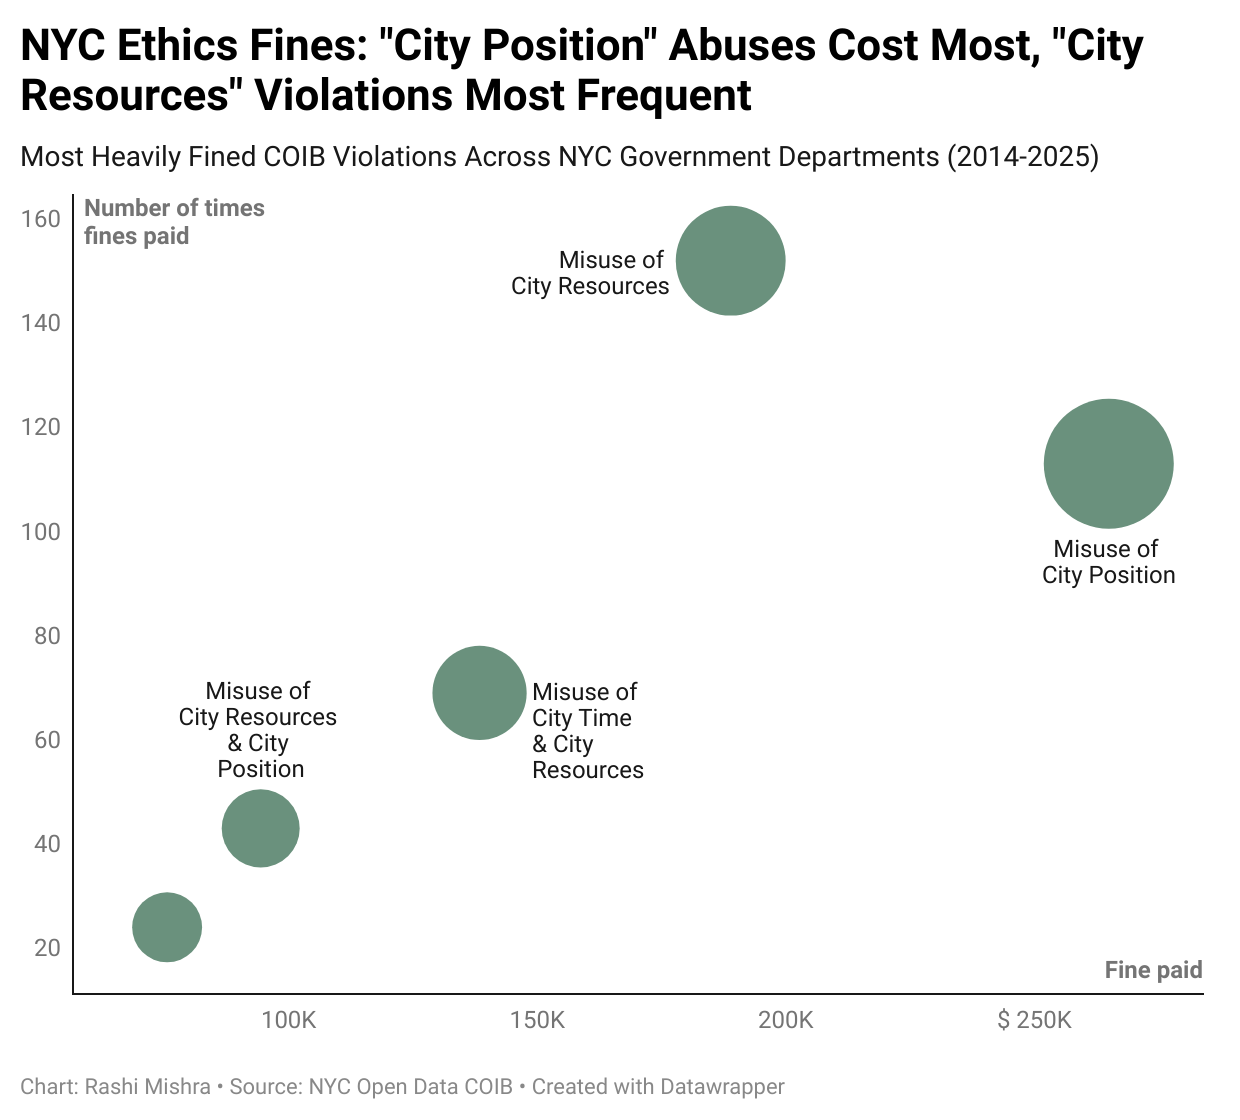 NYC Ethics Fines: "City Position" Abuses Cost Most, "City
Resources" Violations Most Frequent
Most Heavily Fined COIB Violations Across NYC Government Departments (2014-2025)
Number of times
fines paid
160
140
120
100
80
60
40
20
Misuse of
City Resources
Misuse of
City Position
Misuse of
City Resources
& City
Position
Misuse of
City Time
& City
Resources
Fine paid
100K
150K
200K
$ 250K
Chart: Rashi Mishra • Source: NYC Open Data COIB • Created with Datawrapper